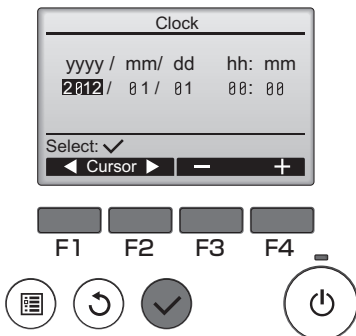 Clock
yyyy / mm/ dd hh: mm
2012 / 01/ 01 00: 00
Select:
Cursor − +
F1 F2 F3 F4